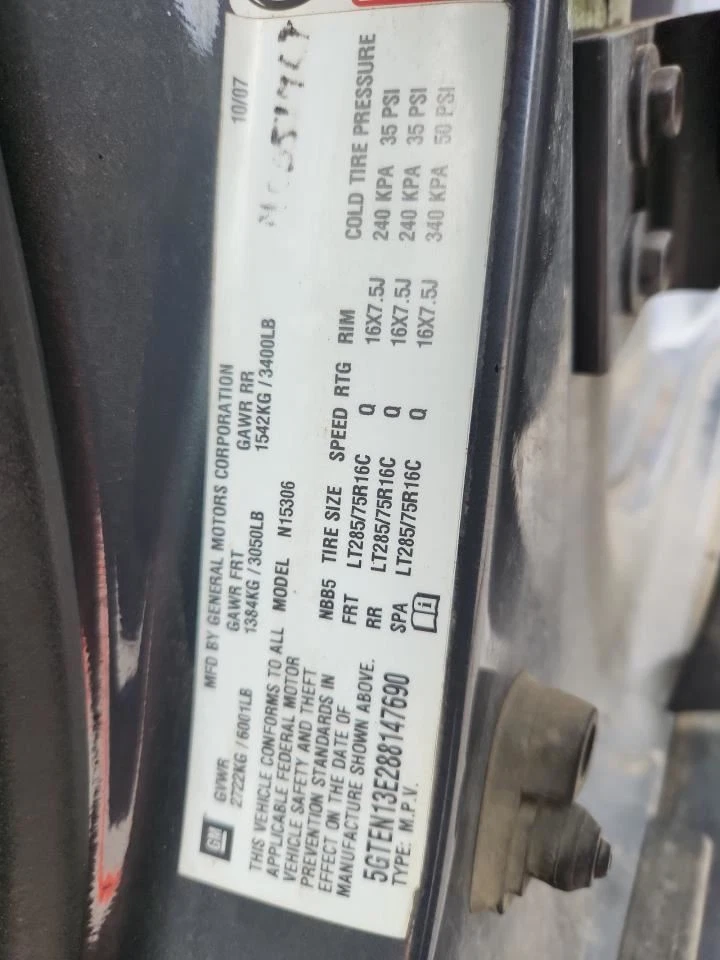 GM
MFD BY GENERAL MOTORS CORPORATION 10/07
GVWR GAWR FRT GAWR RR
2722KG/6001LB 1384KG/3050LB 1542KG/3400LB
THIS VEHICLE CONFORMS TO ALL
APPLICABLE FEDERAL MOTOR
VEHICLE SAFETY AND THEFT
PREVENTION STANDARDS IN
EFFECT ON THE DATE OF
MANUFACTURE SHOWN ABOVE.
5GTEN13E288147690
TYPE: M.P.V.
MODEL N15306
NBB5 TIRE SIZE SPEED RTG RIM COLD TIRE PRESSURE
FRT LT285/75R16C Q 16X7.5J 240 KPA 35 PSI
RR LT285/75R16C Q 16X7.5J 240 KPA 35 PSI
SPA LT285/75R16C Q 16X7.5J 340 KPA 50 PSI